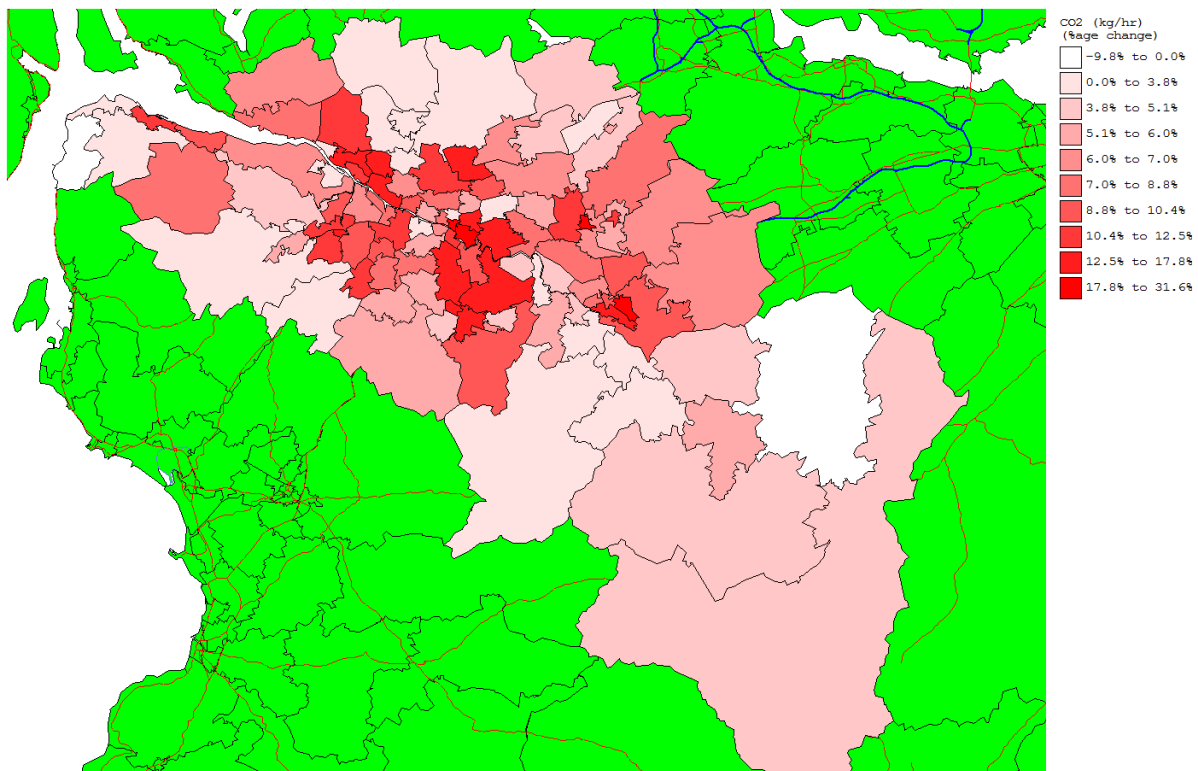 CO2 (kg/hr)
(%age change)
-9.8% to 0.0%
0.0% to 3.8%
3.8% to 5.1%
5.1% to 6.0%
6.0% to 7.0%
7.0% to 8.8%
8.8% to 10.4%
10.4% to 12.5%
12.5% to 17.8%
17.8% to 31.6%